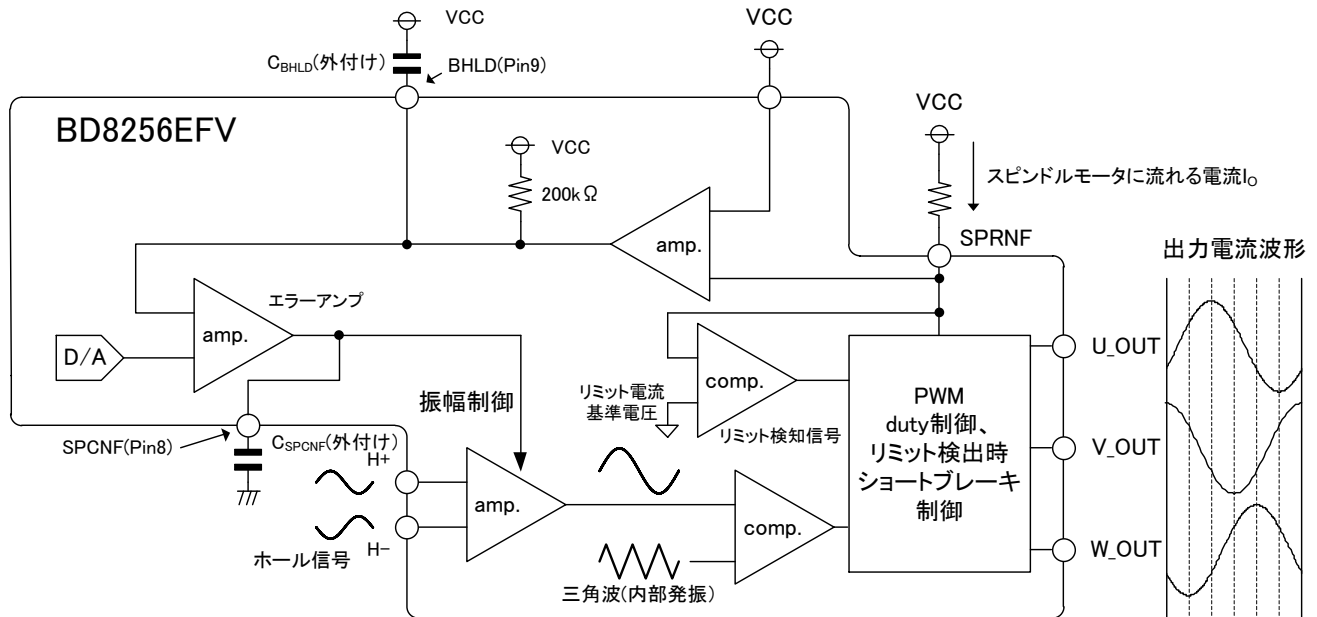 VCC
VCC
C_BHLD(外付け)
BHLD(Pin9)
BD8256EFV
VCC
VCC
200kΩ
スピンドルモータに流れる電流I_O
amp.
SPRNF
出力電流波形
エラーアンプ
amp.
D/A
U_OUT
comp.
リミット電流
基準電圧
リミット検知信号
PWM
duty制御、
リミット検出時
ショートブレーキ
制御
振幅制御
SPCNF(Pin8)
C_SPCNF(外付け)
V_OUT
H+
amp.
comp.
H-
ホール信号
W_OUT
三角波(内部発振)